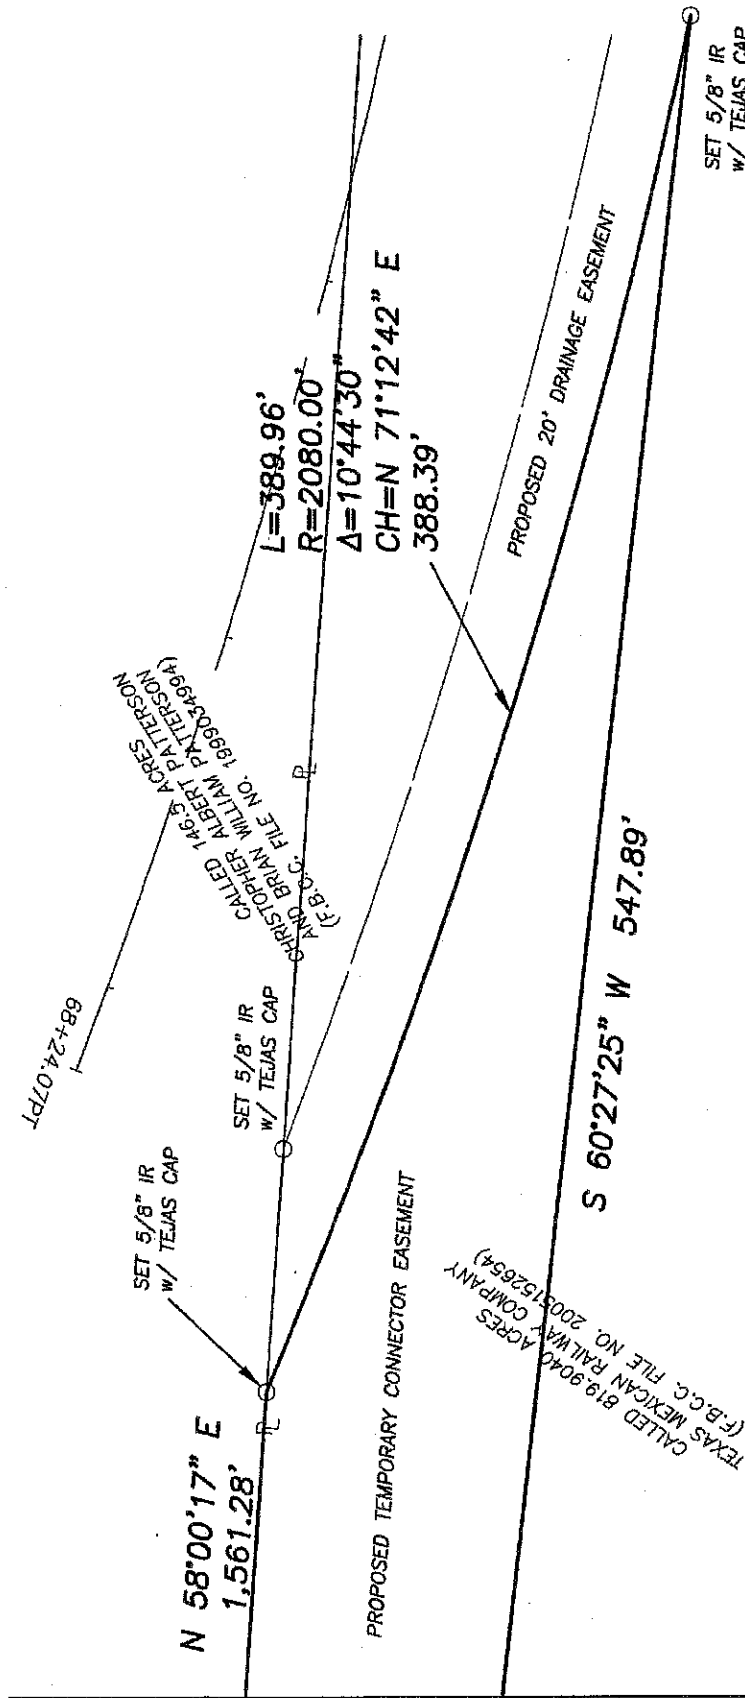 68+24.07PT
CALLED 146.5 ACRES
CHRISTOPHER ALBERT PATTERSON
AND BRIAN WILLIAM PATTERSON
(F.B.C.C. FILE NO. 1999034994)
L=389.96'
R=2080.00'
Δ=10°44'30"
CH=N 71°12'42" E
388.39'
SET 5/8" IR
w/ TEJAS CAP
PROPOSED 20' DRAINAGE EASEMENT
SET 5/8" IR
w/ TEJAS CAP
SET 5/8" IR
w/ TEJAS CAP
PL
N 58°00'17" E
1,561.28'
PL
PROPOSED TEMPORARY CONNECTOR EASEMENT
S 60°27'25" W 547.89'
CALLED 819.9040 ACRES
TEXAS MEXICAN RAILWAY COMPANY
(F.B.C.C. FILE NO. 2005152654)